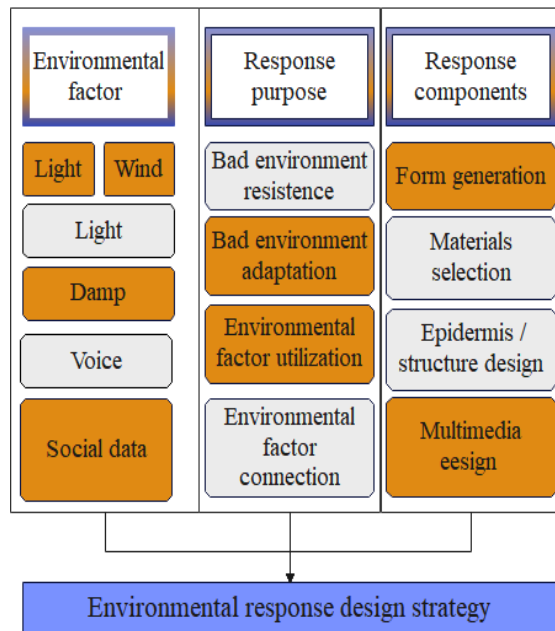 Environmental
factor
Light
Wind
Light
Damp
Voice
Social data
Response
purpose
Bad environment
resistence
Bad environment
adaptation
Environmental
factor utilization
Environmental
factor
connection
Response
components
Form generation
Materials
selection
Epidermis /
structure design
Multimedia
eesign
Environmental response design strategy